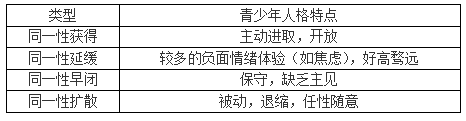 类型 青少年人格特点
同一性获得 主动进取，开放
同一性延缓 较多的负面情绪体验（如焦虑），好高骛远
同一性早闭 保守，缺乏主见
同一性扩散 被动，退缩，任性随意